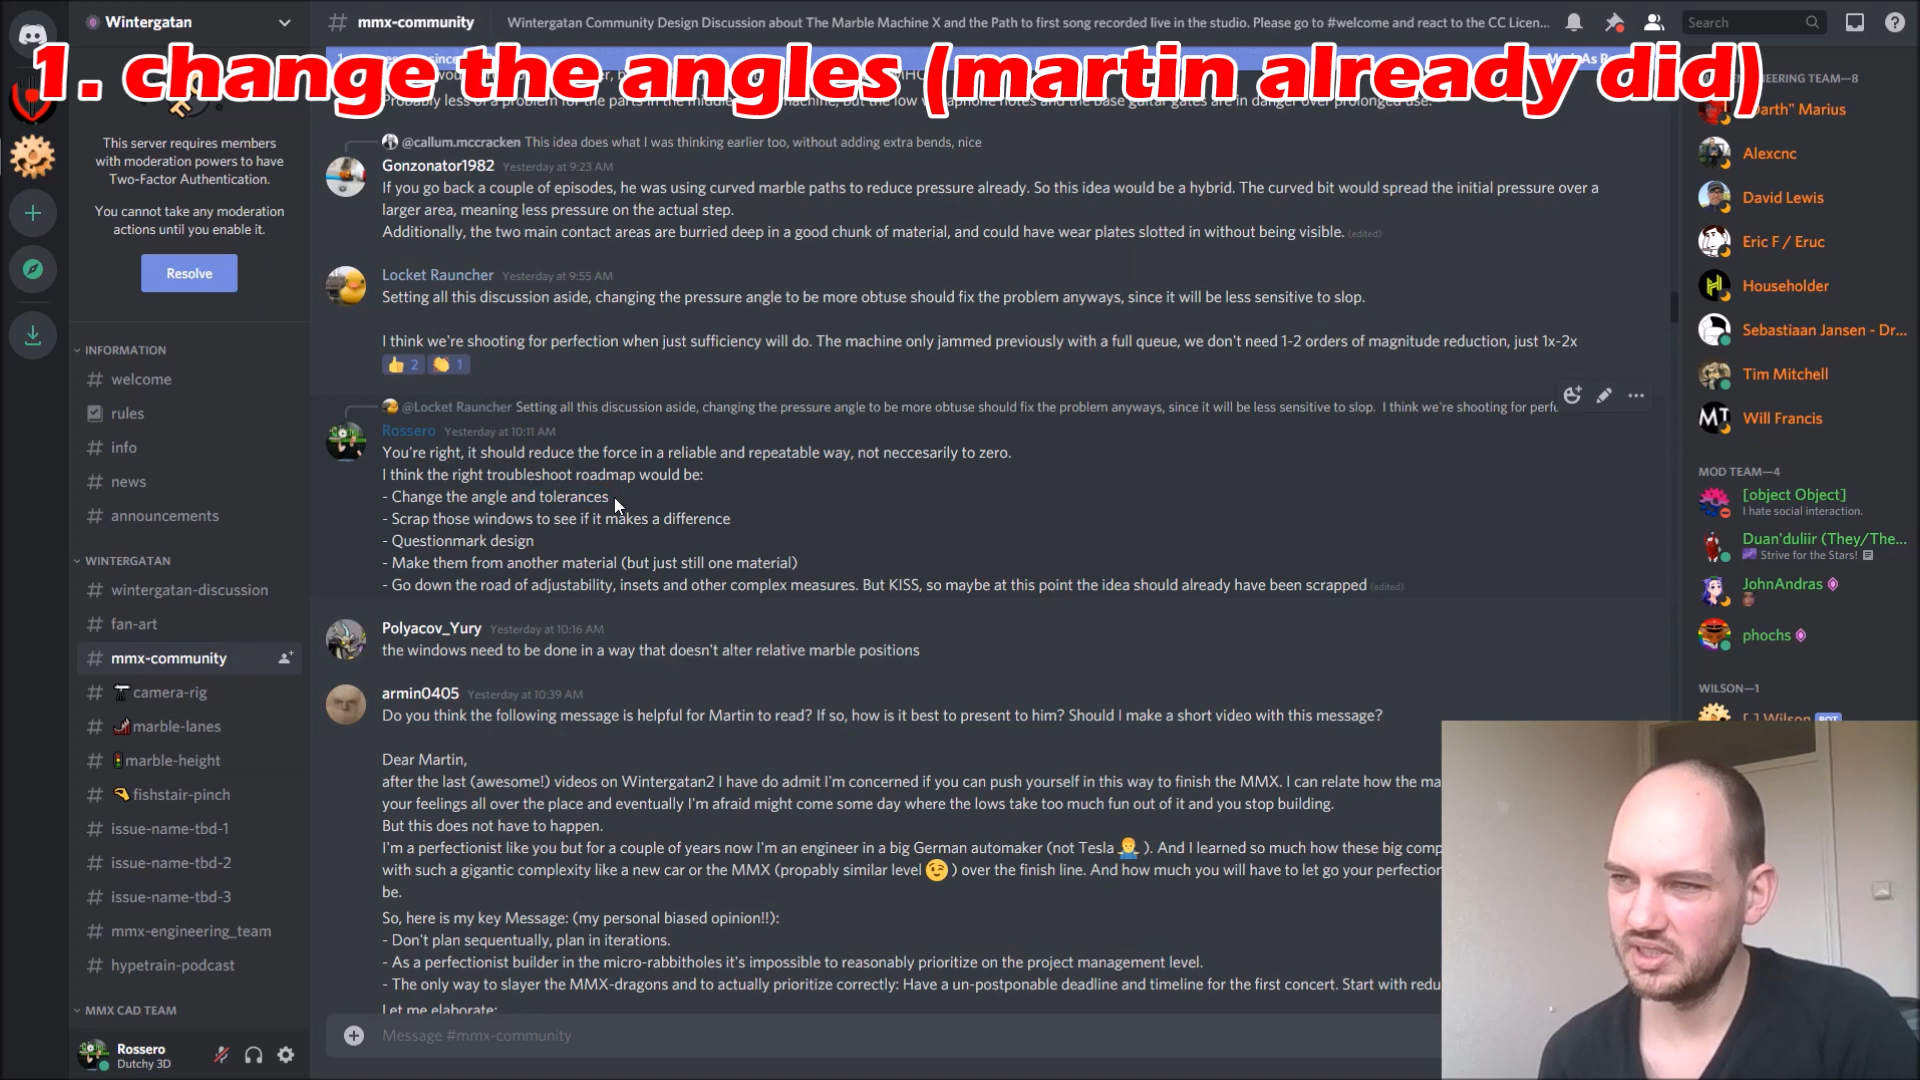 Wintergatan
mmx-community
Wintergatan Community Design Discussion about The Marble Machine X and the Path to first song recorded live in the studio. Please go to #welcome and react to the CC Licen...
Search
1. change the angles (martin already did)
This server requires members
with moderation powers to have
Two-Factor Authentication.
You cannot take any moderation
actions until you enable it.
Resolve
INFORMATION
welcome
rules
info
news
announcements
WINTERGATAN
wintergatan-discussion
fan-art
mmx-community
camera-rig
marble-lanes
marble-height
fishstair-pinch
issue-name-tbd-1
issue-name-tbd-2
issue-name-tbd-3
mmx-engineering_team
hypetrain-podcast
MMX CAD TEAM
Rossero
Dutchy 3D
@callum.mccracken This idea does what I was thinking earlier too, without adding extra bends, nice
Gonzonator1982 Yesterday at 9:23 AM
If you go back a couple of episodes, he was using curved marble paths to reduce pressure already. So this idea would be a hybrid. The curved bit would spread the initial pressure over a
larger area, meaning less pressure on the actual step.
Additionally, the two main contact areas are burried deep in a good chunk of material, and could have wear plates slotted in without being visible. (edited)
Locket Rauncher Yesterday at 9:55 AM
Setting all this discussion aside, changing the pressure angle to be more obtuse should fix the problem anyways, since it will be less sensitive to slop.
I think we're shooting for perfection when just sufficiency will do. The machine only jammed previously with a full queue, we don't need 1-2 orders of magnitude reduction, just 1x-2x
2 1
@Locket Rauncher Setting all this discussion aside, changing the pressure angle to be more obtuse should fix the problem anyways, since it will be less sensitive to slop. I think we're shooting for perfe
Rossero Yesterday at 10:11 AM
You're right, it should reduce the force in a reliable and repeatable way, not neccesarily to zero.
I think the right troubleshoot roadmap would be:
- Change the angle and tolerances
- Scrap those windows to see if it makes a difference
- Questionmark design
- Make them from another material (but just still one material)
- Go down the road of adjustability, insets and other complex measures. But KISS, so maybe at this point the idea should already have been scrapped (edited)
Polyacov_Yury Yesterday at 10:16 AM
the windows need to be done in a way that doesn't alter relative marble positions
armin0405 Yesterday at 10:39 AM
Do you think the following message is helpful for Martin to read? If so, how is it best to present to him? Should I make a short video with this message?
Dear Martin,
after the last (awesome!) videos on Wintergatan2 I have do admit I'm concerned if you can push yourself in this way to finish the MMX. I can relate how the ma
your feelings all over the place and eventually I'm afraid might come some day where the lows take too much fun out of it and you stop building.
But this does not have to happen.
I'm a perfectionist like you but for a couple of years now I'm an engineer in a big German automaker (not Tesla ). And I learned so much how these big comp
with such a gigantic complexity like a new car or the MMX (propably similar level ) over the finish line. And how much you will have to let go your perfection
be.
So, here is my key Message: (my personal biased opinion!!):
- Don't plan sequentually, plan in iterations.
- As a perfectionist builder in the micro-rabbitholes it's impossible to reasonably prioritize on the project management level.
- The only way to slayer the MMX-dragons and to actually prioritize correctly: Have a un-postponable deadline and timeline for the first concert. Start with redu
Let me elaborate:
Message #mmx-community
ENGINEERING TEAM—8
"Darth" Marius
Alexcnc
David Lewis
Eric F / Eruc
Householder
Sebastiaan Jansen - Dr...
Tim Mitchell
MT Will Francis
MOD TEAM—4
[object Object]
I hate social interaction.
Duan'duliir (They/The...
Strive for the Stars!
JohnAndras
phochs
WILSON—1
[.] Wilson BOT